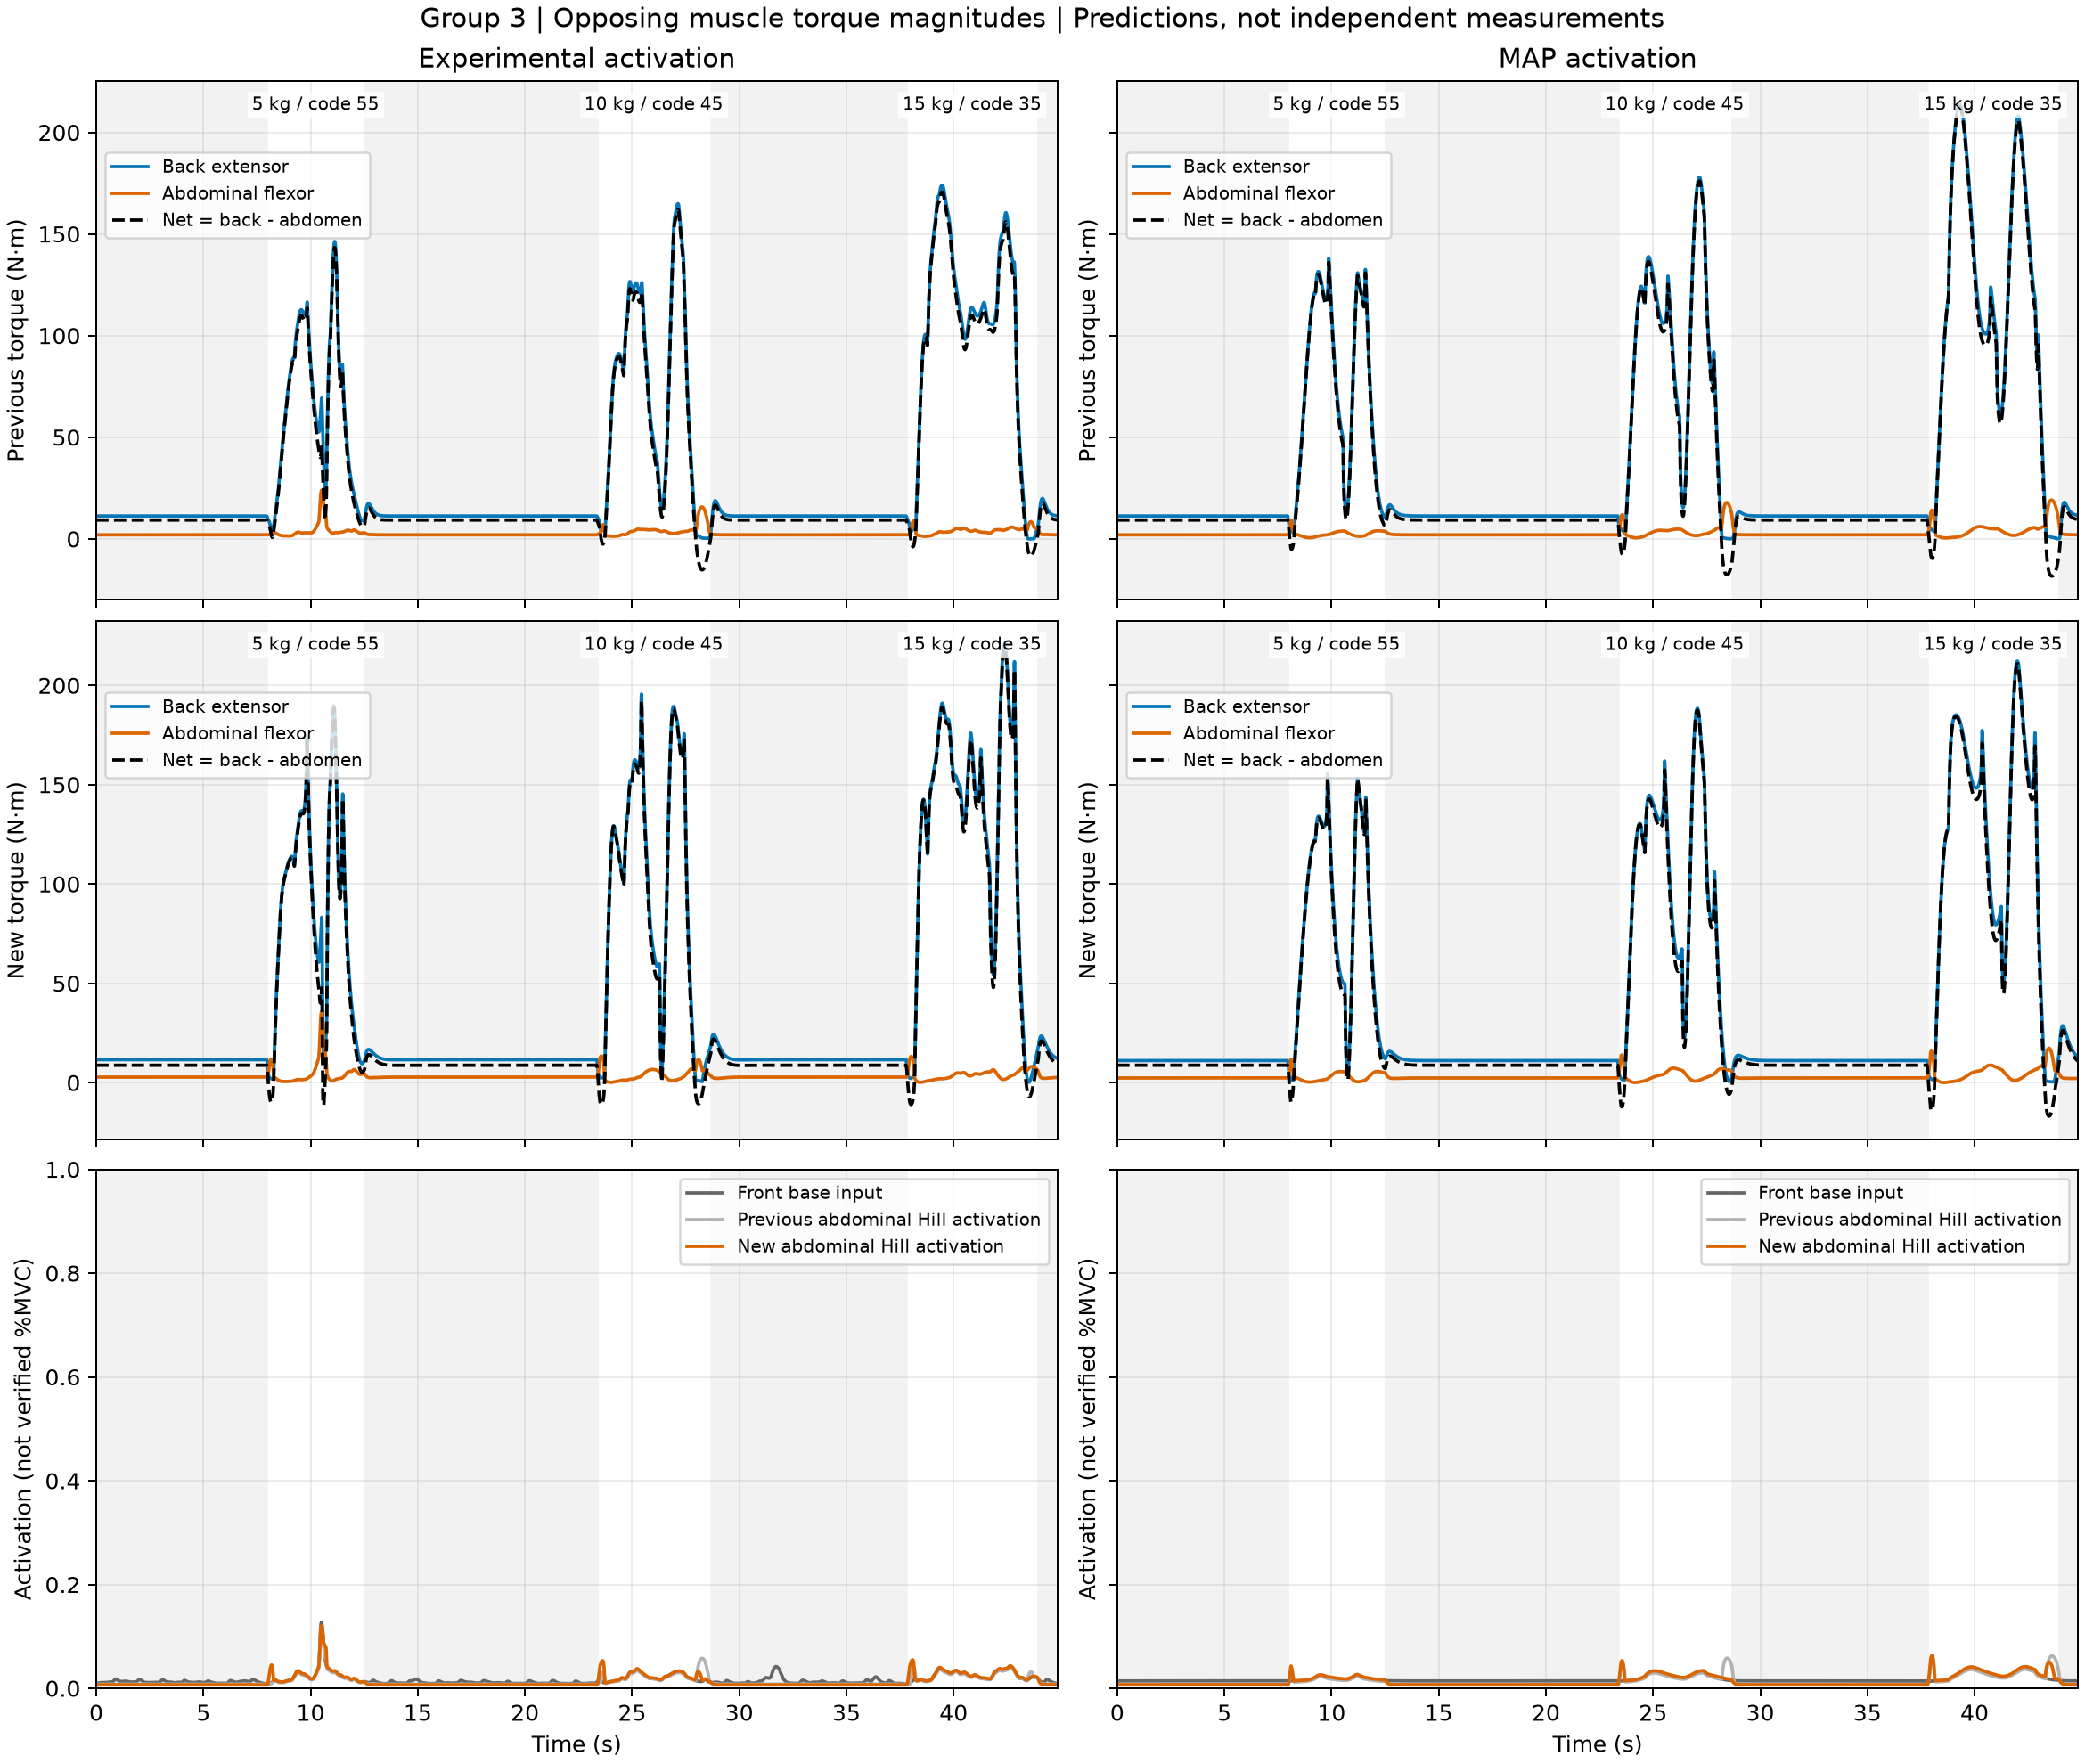 Group 3 | Opposing muscle torque magnitudes | Predictions, not independent measurements
Experimental activation
MAP activation
Previous torque (N·m)
200
150
100
50
0
5 kg / code 55
10 kg / code 45
15 kg / code 35
Back extensor
Abdominal flexor
Net = back - abdomen
Previous torque (N·m)
5 kg / code 55
10 kg / code 45
15 kg / code 35
Back extensor
Abdominal flexor
Net = back - abdomen
New torque (N·m)
200
150
100
50
0
5 kg / code 55
10 kg / code 45
15 kg / code 35
Back extensor
Abdominal flexor
Net = back - abdomen
New torque (N·m)
5 kg / code 55
10 kg / code 45
15 kg / code 35
Back extensor
Abdominal flexor
Net = back - abdomen
Activation (not verified %MVC)
1.0
0.8
0.6
0.4
0.2
0.0
Front base input
Previous abdominal Hill activation
New abdominal Hill activation
0 5 10 15 20 25 30 35 40
Time (s)
Activation (not verified %MVC)
Front base input
Previous abdominal Hill activation
New abdominal Hill activation
0 5 10 15 20 25 30 35 40
Time (s)